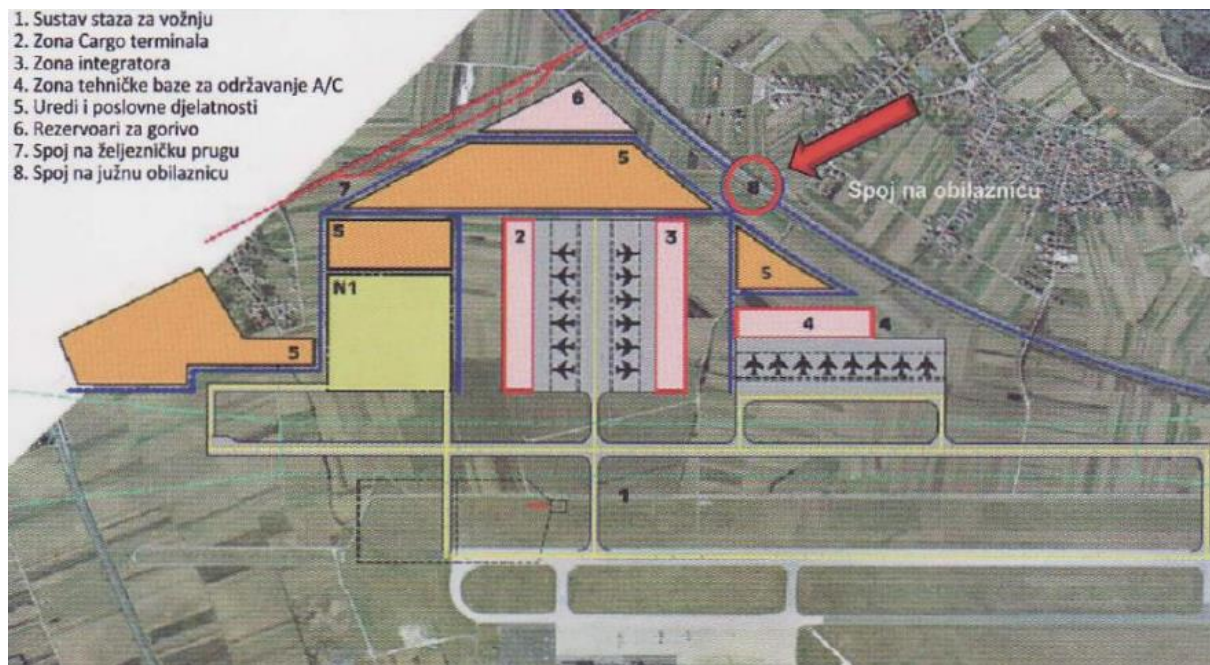 1. Sustav staza za vožnju
2. Zona Cargo terminala
3. Zona integratora
4. Zona tehničke baze za održavanje A/C
5. Uredi i poslovne djelatnosti
6. Rezervoari za gorivo
7. Spoj na željezničku prugu
8. Spoj na južnu obilaznicu
6
5
7
8
Spoj na obilaznicu
5
2
3
5
N1
4
4
5
1